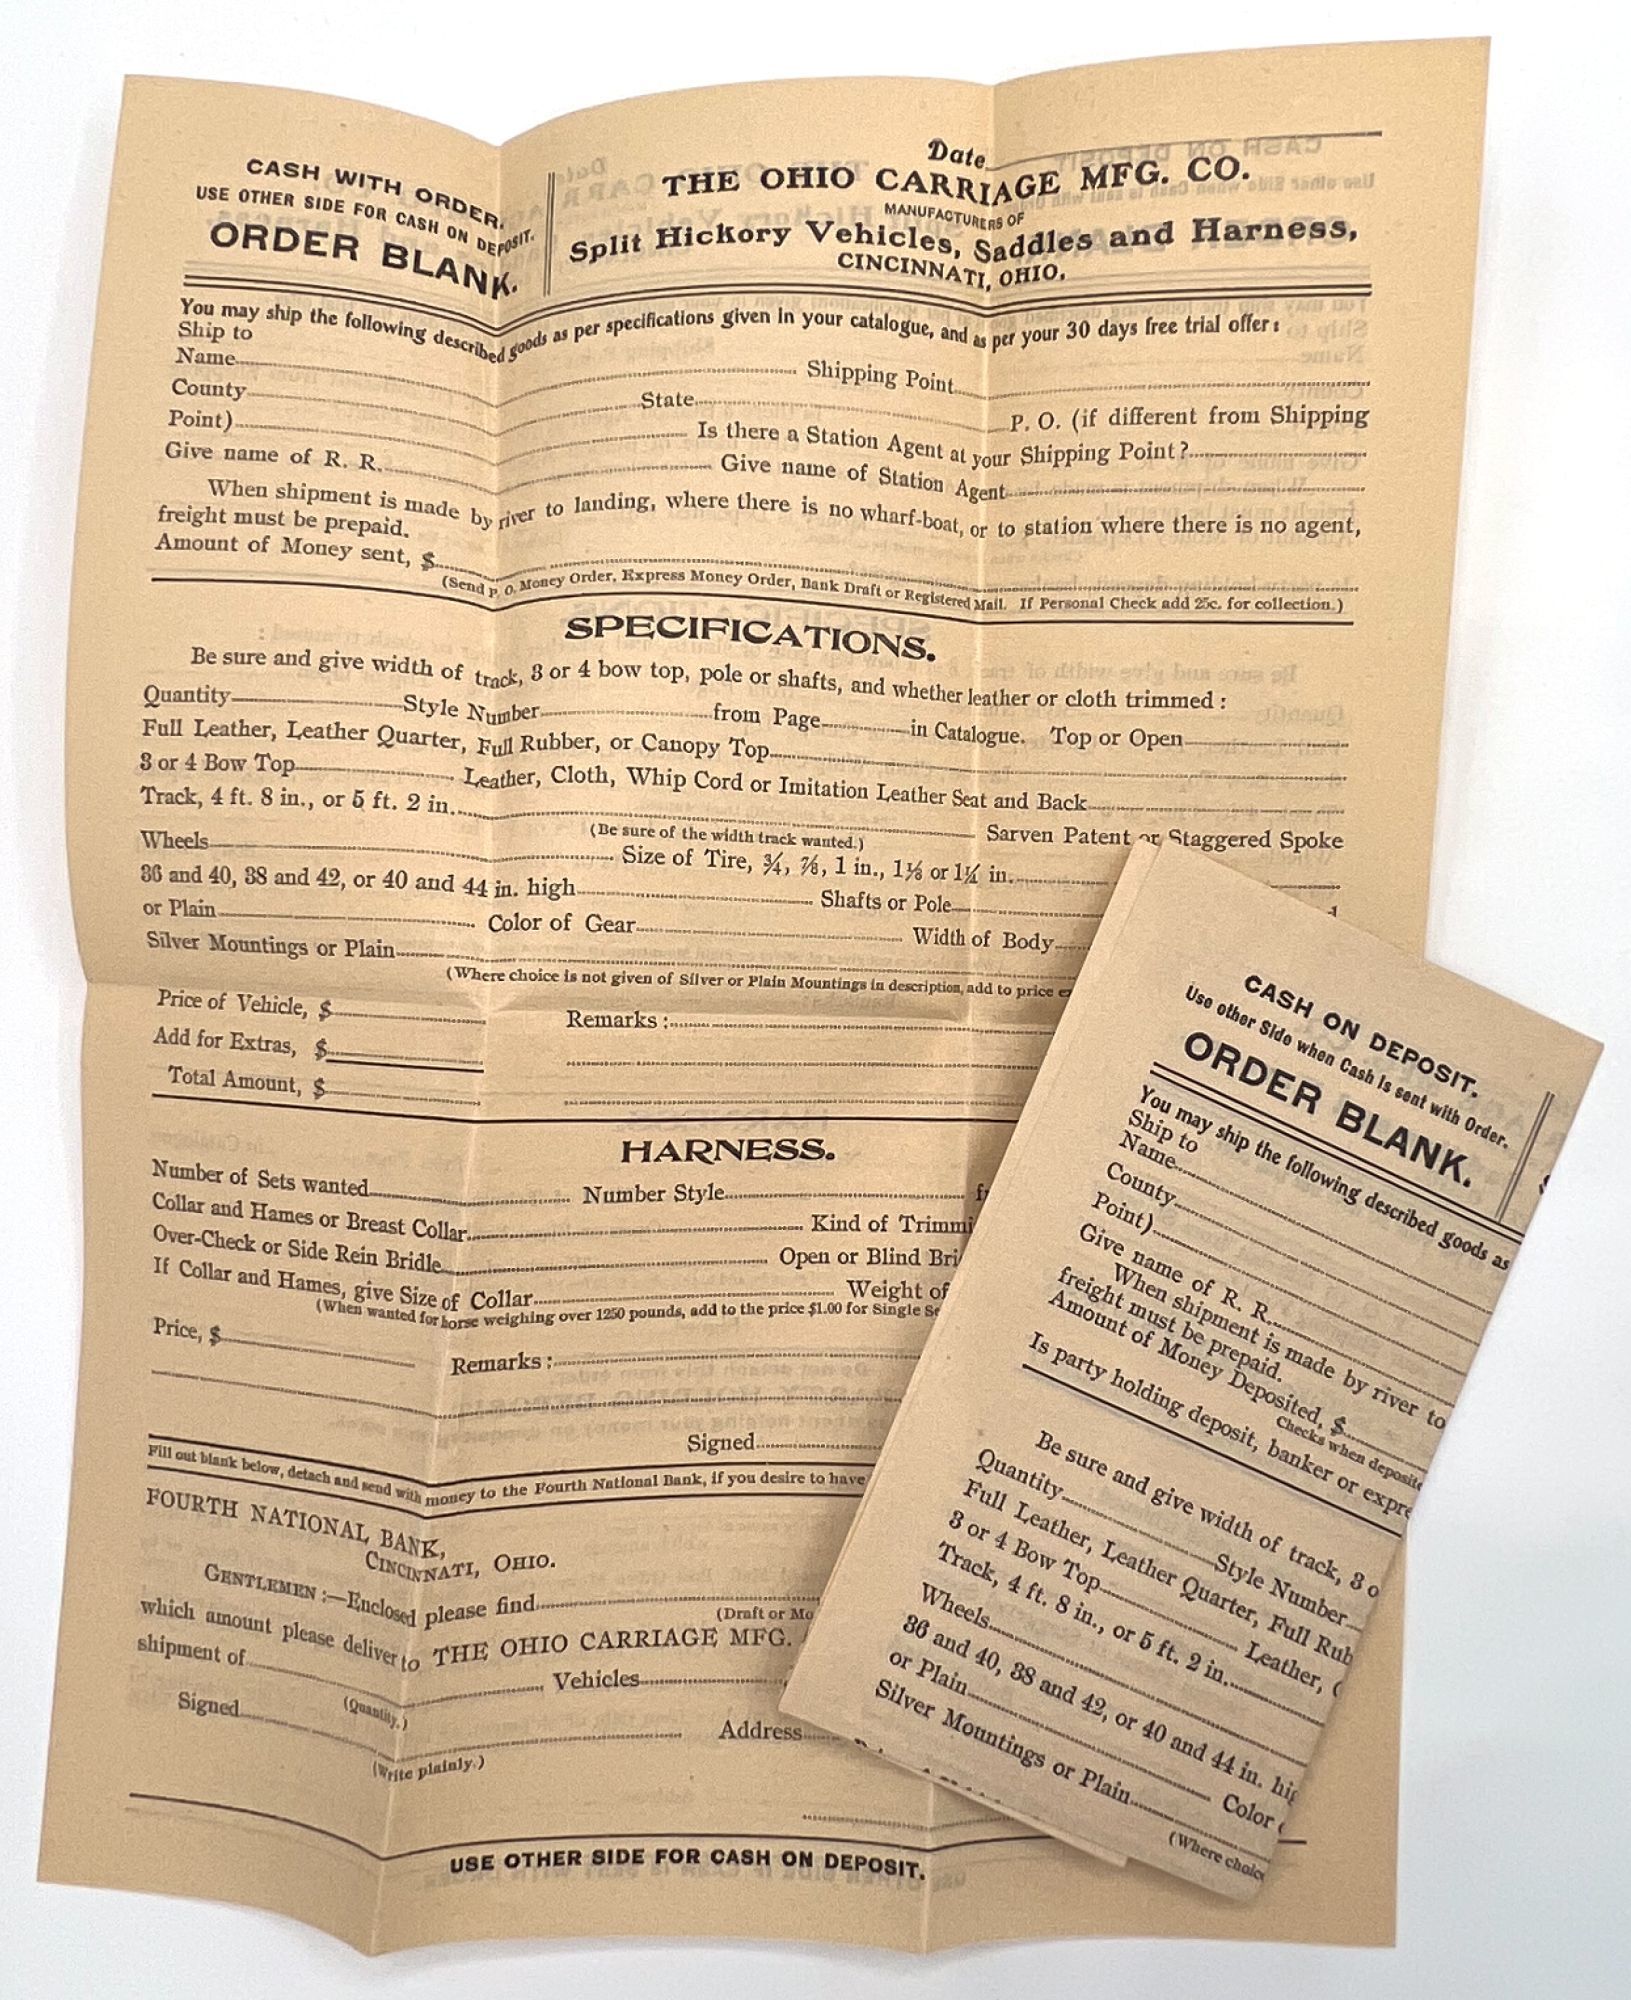 CASH WITH ORDER.
USE OTHER SIDE FOR CASH ON DEPOSIT.
ORDER BLANK.
Date
THE OHIO CARRIAGE MFG. CO.
MANUFACTURERS OF
Split Hickory Vehicles, Saddles and Harness,
CINCINNATI, OHIO.
You may ship the following described goods as per specifications given in your catalogue, and as per your 30 days free trial offer:
Ship to
Name Shipping Point
County State P. O. (if different from Shipping
Point) Is there a Station Agent at your Shipping Point?
Give name of R. R. Give name of Station Agent
When shipment is made by river to landing, where there is no wharf-boat, or to station where there is no agent,
freight must be prepaid.
Amount of Money sent, $
(Send P. O. Money Order, Express Money Order, Bank Draft or Registered Mail. If Personal Check add 25c. for collection.)
SPECIFICATIONS.
Be sure and give width of track, 3 or 4 bow top, pole or shafts, and whether leather or cloth trimmed:
Quantity Style Number from Page in Catalogue. Top or Open
Full Leather, Leather Quarter, Full Rubber, or Canopy Top
3 or 4 Bow Top Leather, Cloth, Whip Cord or Imitation Leather Seat and Back
Track, 4 ft. 8 in., or 5 ft. 2 in. Sarven Patent or Staggered Spoke
(Be sure of the width track wanted.)
Wheels Size of Tire, ¾, ⅞, 1 in., 1⅛ or 1¼ in.
36 and 40, 38 and 42, or 40 and 44 in. high Shafts or Pole
or Plain Color of Gear Width of Body
Silver Mountings or Plain
(Where choice is not given of Silver or Plain Mountings in description, add to price
Price of Vehicle, $ Remarks:
Add for Extras, $
Total Amount, $
HARNESS.
Number of Sets wanted Number Style
Collar and Hames or Breast Collar Kind of Trimmi
Over-Check or Side Rein Bridle Open or Blind Bri
If Collar and Hames, give Size of Collar Weight of
(When wanted for horse weighing over 1250 pounds, add to the price $1.00 for Single Se
Price, $ Remarks:
Signed
Fill out blank below, detach and send with money to the Fourth National Bank, if you desire to have
FOURTH NATIONAL BANK,
CINCINNATI, OHIO.
GENTLEMEN:—Enclosed please find
(Draft or Mo
which amount please deliver to THE OHIO CARRIAGE MFG.
shipment of Vehicles
(Quantity.)
Signed Address
(Write plainly.)
USE OTHER SIDE FOR CASH ON DEPOSIT.
CASH ON DEPOSIT.
Use other Side when Cash is sent with Order.
ORDER BLANK.
You may ship the following described goods as
Ship to
Name
County
Point)
Give name of R. R.
When shipment is made by river to
freight must be prepaid.
Amount of Money Deposited, $
Checks when deposite
Is party holding deposit, banker or expre
Be sure and give width of track, 3 o
Quantity Style Number
Full Leather, Leather Quarter, Full Rub
3 or 4 Bow Top Leather,
Track, 4 ft. 8 in., or 5 ft. 2 in.
Wheels
36 and 40, 38 and 42, or 40 and 44 in. hig
or Plain Color
Silver Mountings or Plain
(Where choice